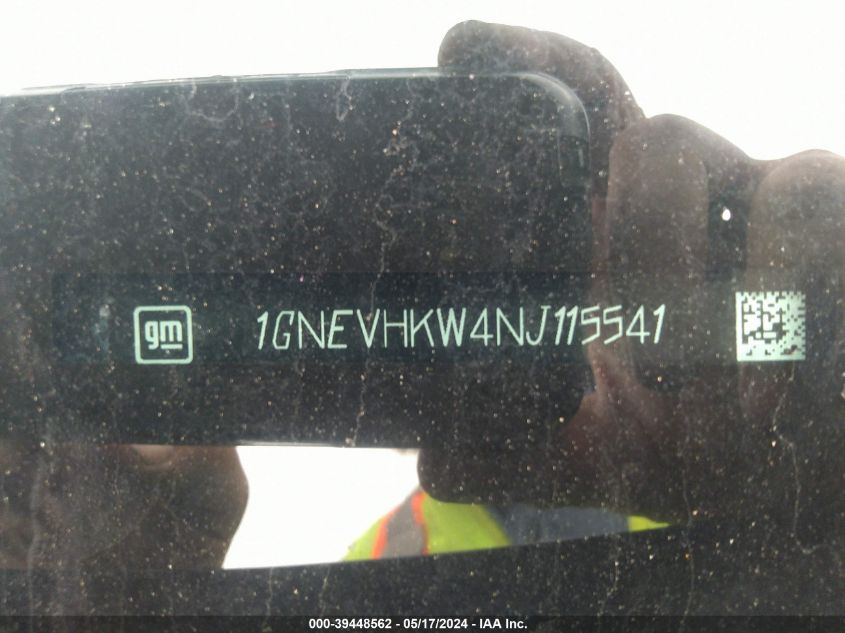 gm 1GNEVHKW4NJ115541
000-39448562 - 05/17/2024 - IAA Inc.